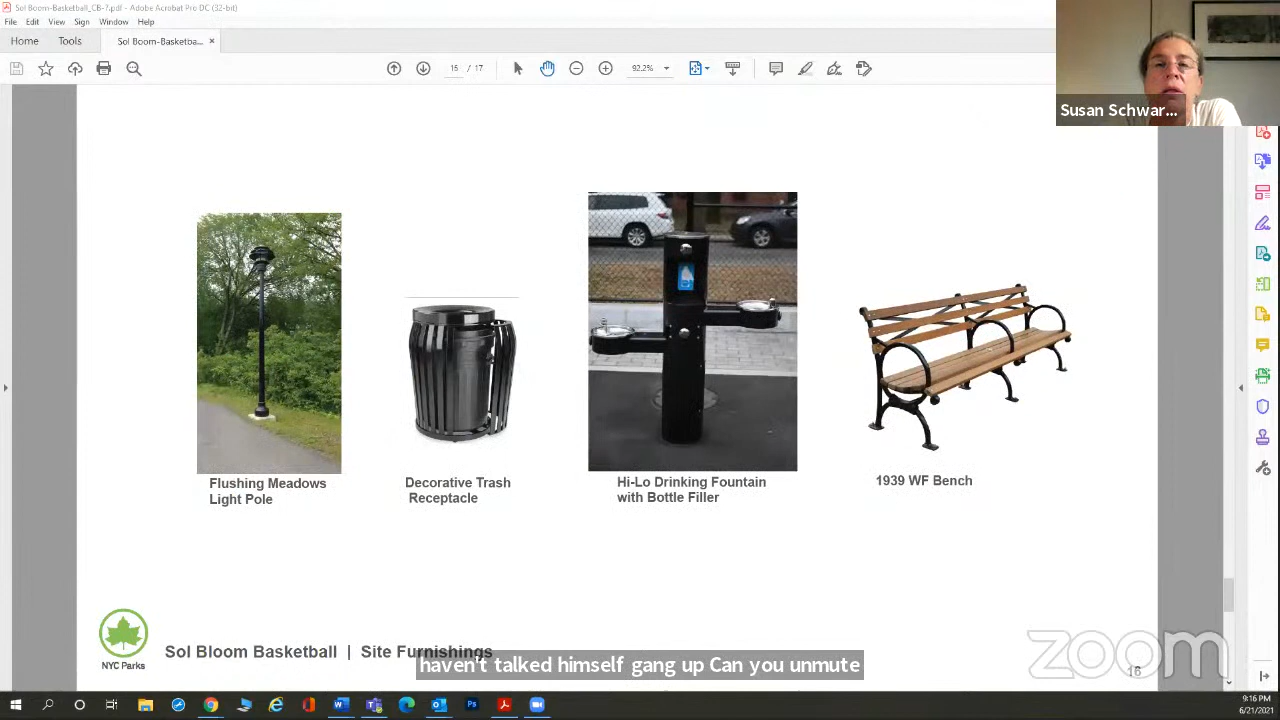 Sol Boom-Basketball_CB-7.pdf - Adobe Acrobat Pro DC (32-bit)
File Edit View Sign Window Help
Home Tools Sol Boom-Basketba... ×
15 / 17 92.2%
Susan Schwar...
Flushing Meadows
Light Pole
Decorative Trash
Receptacle
Hi-Lo Drinking Fountain
with Bottle Filler
1939 WF Bench
NYC Parks
Sol Bloom Basketball | Site Furnishings
haven't talked himself gang up Can you unmute
zoom
16
9:16 PM
6/21/2021